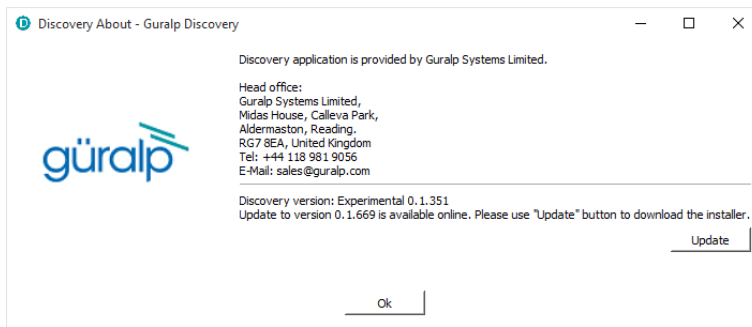 Discovery About - Guralp Discovery
Discovery application is provided by Guralp Systems Limited.
Head office:
Guralp Systems Limited,
Midas House, Calleva Park,
Aldermaston, Reading.
RG7 8EA, United Kingdom
Tel: +44 118 981 9056
E-Mail: sales@guralp.com
güralp
Discovery version: Experimental 0.1.351
Update to version 0.1.669 is available online. Please use "Update" button to download the installer.
Update
Ok